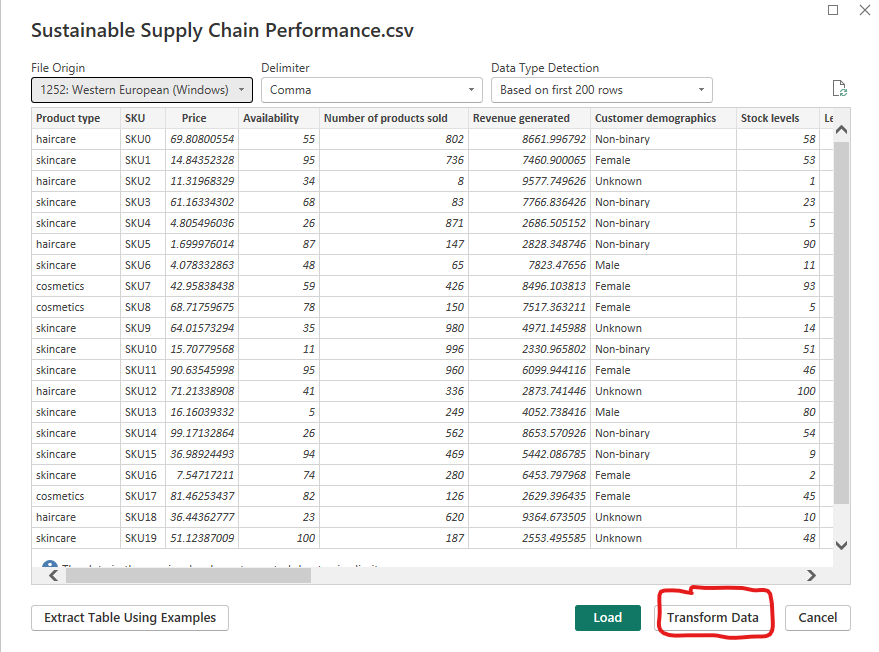 Sustainable Supply Chain Performance.csv
File Origin Delimiter Data Type Detection
1252: Western European (Windows) Comma Based on first 200 rows
Product type SKU Price Availability Number of products sold Revenue generated Customer demographics Stock levels Le
haircare SKU0 69.80800554 55 802 8661.996792 Non-binary 58
skincare SKU1 14.84352328 95 736 7460.900065 Female 53
haircare SKU2 11.31968329 34 8 9577.749626 Unknown 1
skincare SKU3 61.16334302 68 83 7766.836426 Non-binary 23
skincare SKU4 4.805496036 26 871 2686.505152 Non-binary 5
haircare SKU5 1.699976014 87 147 2828.348746 Non-binary 90
skincare SKU6 4.078332863 48 65 7823.47656 Male 11
cosmetics SKU7 42.95838438 59 426 8496.103813 Female 93
cosmetics SKU8 68.71759675 78 150 7517.363211 Female 5
skincare SKU9 64.01573294 35 980 4971.145988 Unknown 14
skincare SKU10 15.70779568 11 996 2330.965802 Non-binary 51
skincare SKU11 90.63545998 95 960 6099.944116 Female 46
haircare SKU12 71.21338908 41 336 2873.741446 Unknown 100
skincare SKU13 16.16039332 5 249 4052.738416 Male 80
skincare SKU14 99.17132864 26 562 8653.570926 Non-binary 54
skincare SKU15 36.98924493 94 469 5442.086785 Non-binary 9
skincare SKU16 7.54717211 74 280 6453.797968 Female 2
cosmetics SKU17 81.46253437 82 126 2629.396435 Female 45
haircare SKU18 36.44362777 23 620 9364.673505 Unknown 10
skincare SKU19 51.12387009 100 187 2553.495585 Unknown 48
Extract Table Using Examples Load Transform Data Cancel